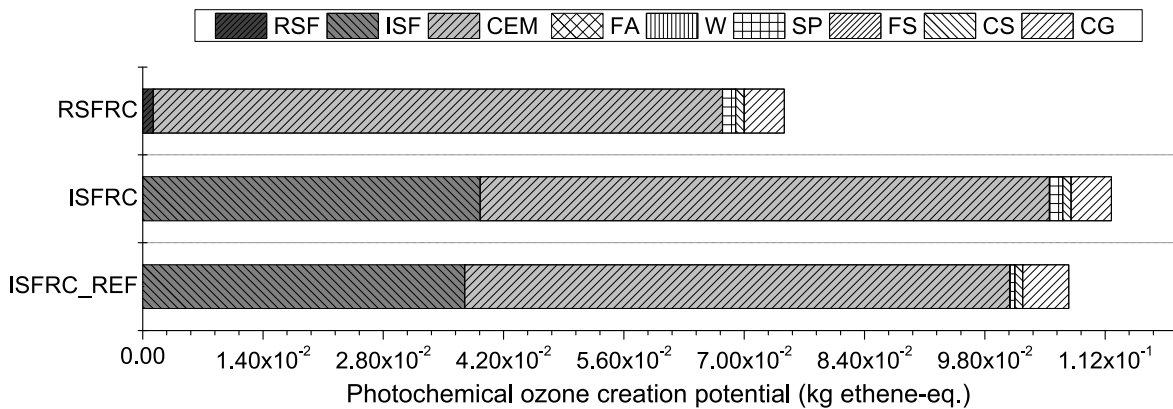 RSF ISF CEM FA W SP FS CS CG
RSFRC
ISFRC
ISFRC_REF
0.00 1.40x10⁻² 2.80x10⁻² 4.20x10⁻² 5.60x10⁻² 7.00x10⁻² 8.40x10⁻² 9.80x10⁻² 1.12x10⁻¹
Photochemical ozone creation potential (kg ethene-eq.)